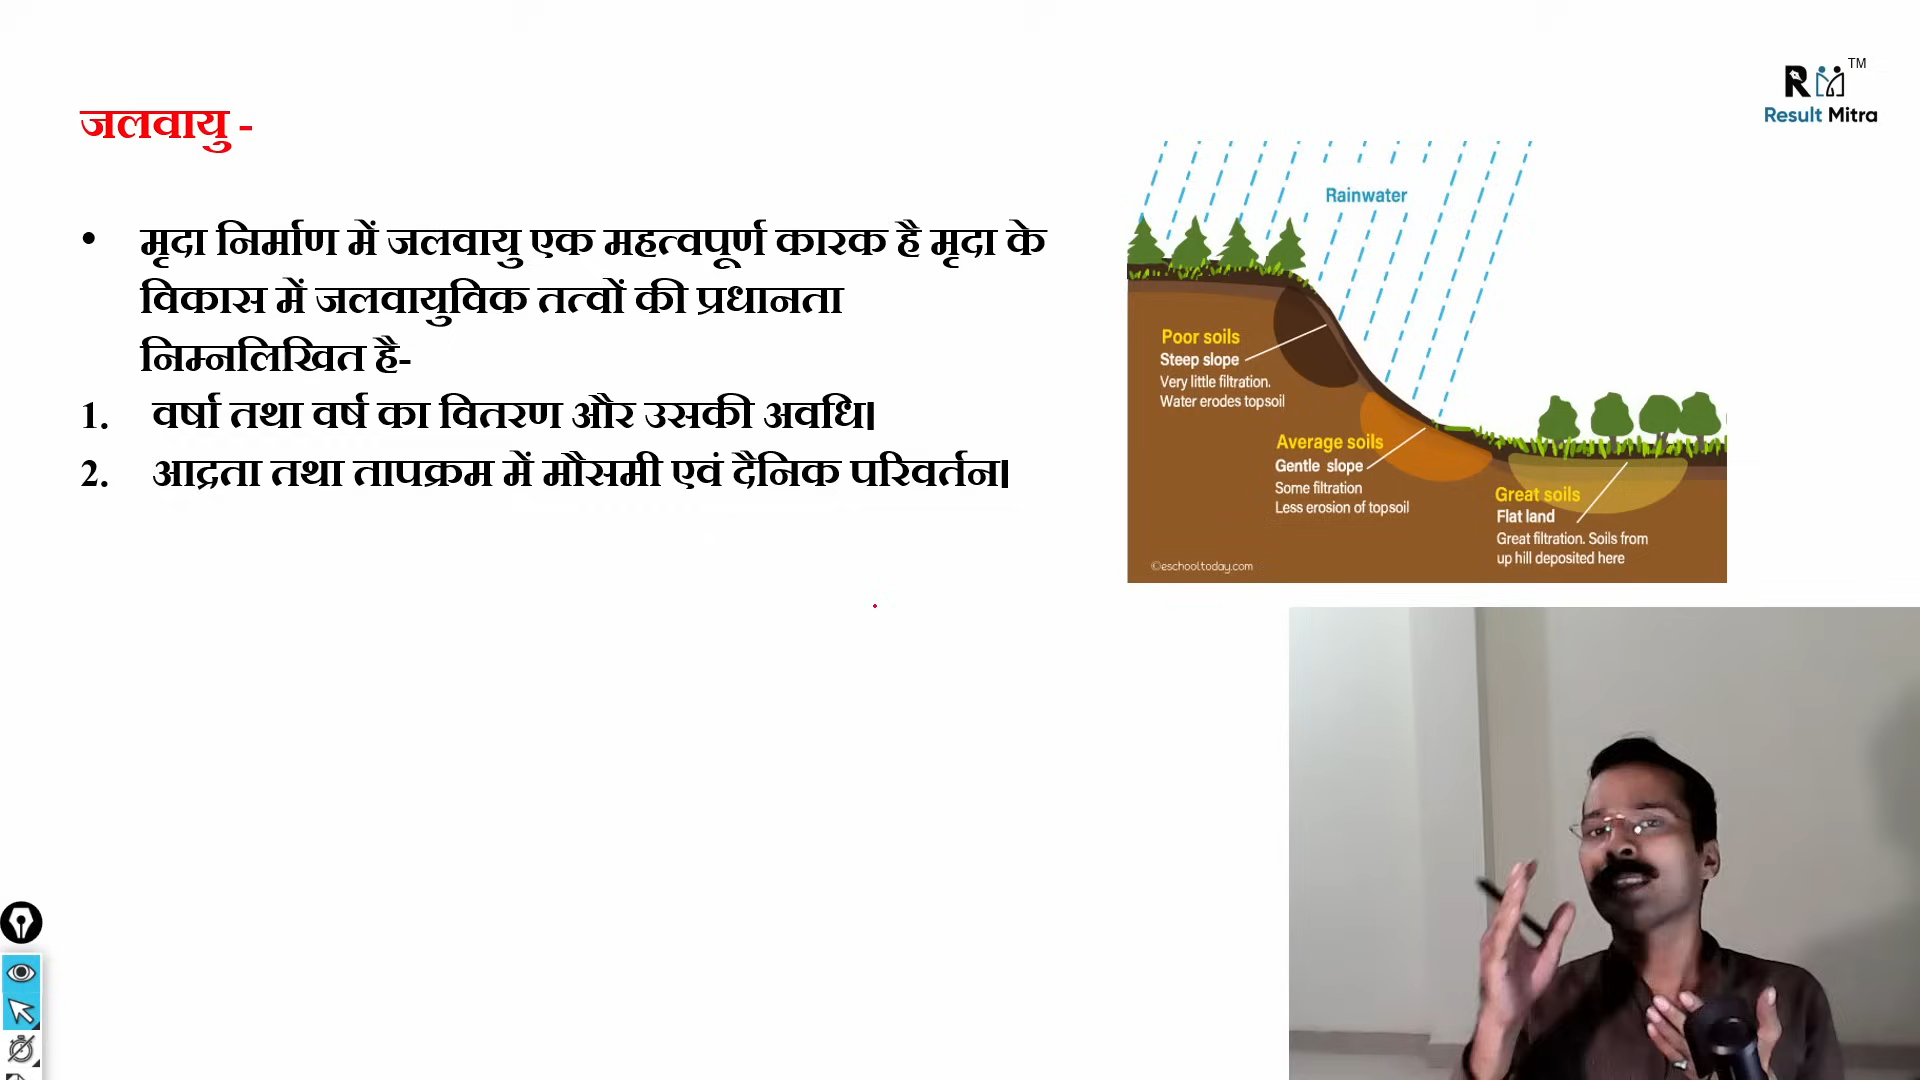 R TM
Result Mitra
जलवायु -
• मृदा निर्माण में जलवायु एक महत्वपूर्ण कारक है मृदा के
विकास में जलवायुविक तत्वों की प्रधानता
निम्नलिखित है-
1. वर्षा तथा वर्ष का वितरण और उसकी अवधि।
2. आद्रता तथा तापक्रम में मौसमी एवं दैनिक परिवर्तन।
Rainwater
Poor soils
Steep slope
Very little filtration.
Water erodes topsoil
Average soils
Gentle slope
Some filtration
Less erosion of topsoil
Great soils
Flat land
Great filtration. Soils from
up hill deposited here
©eschooltoday.com